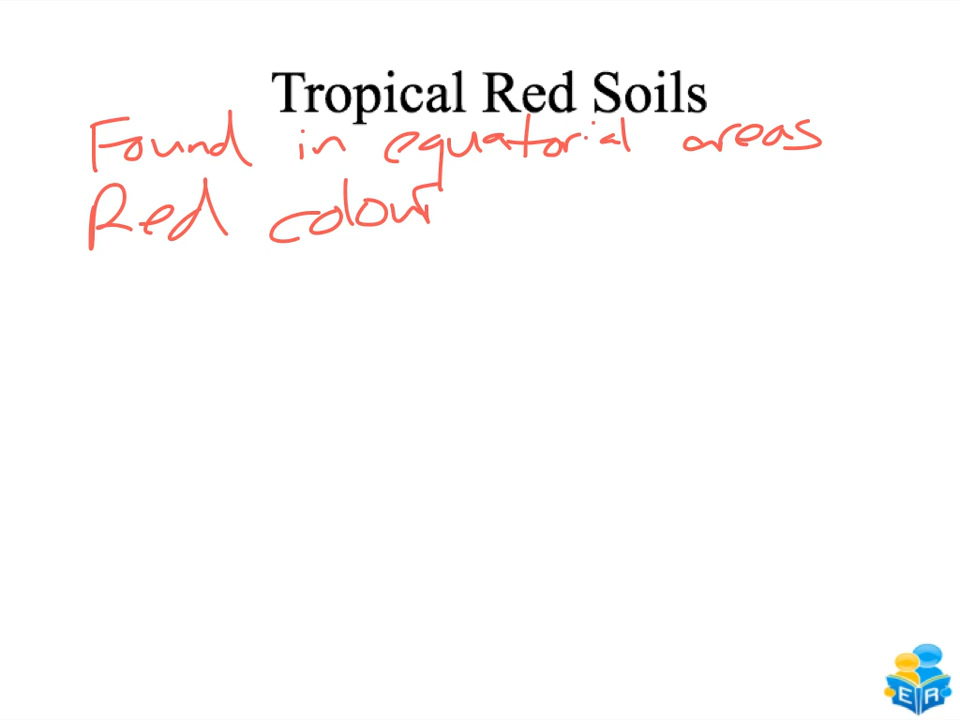 Tropical Red Soils
Found in equatorial areas
Red colour
E R